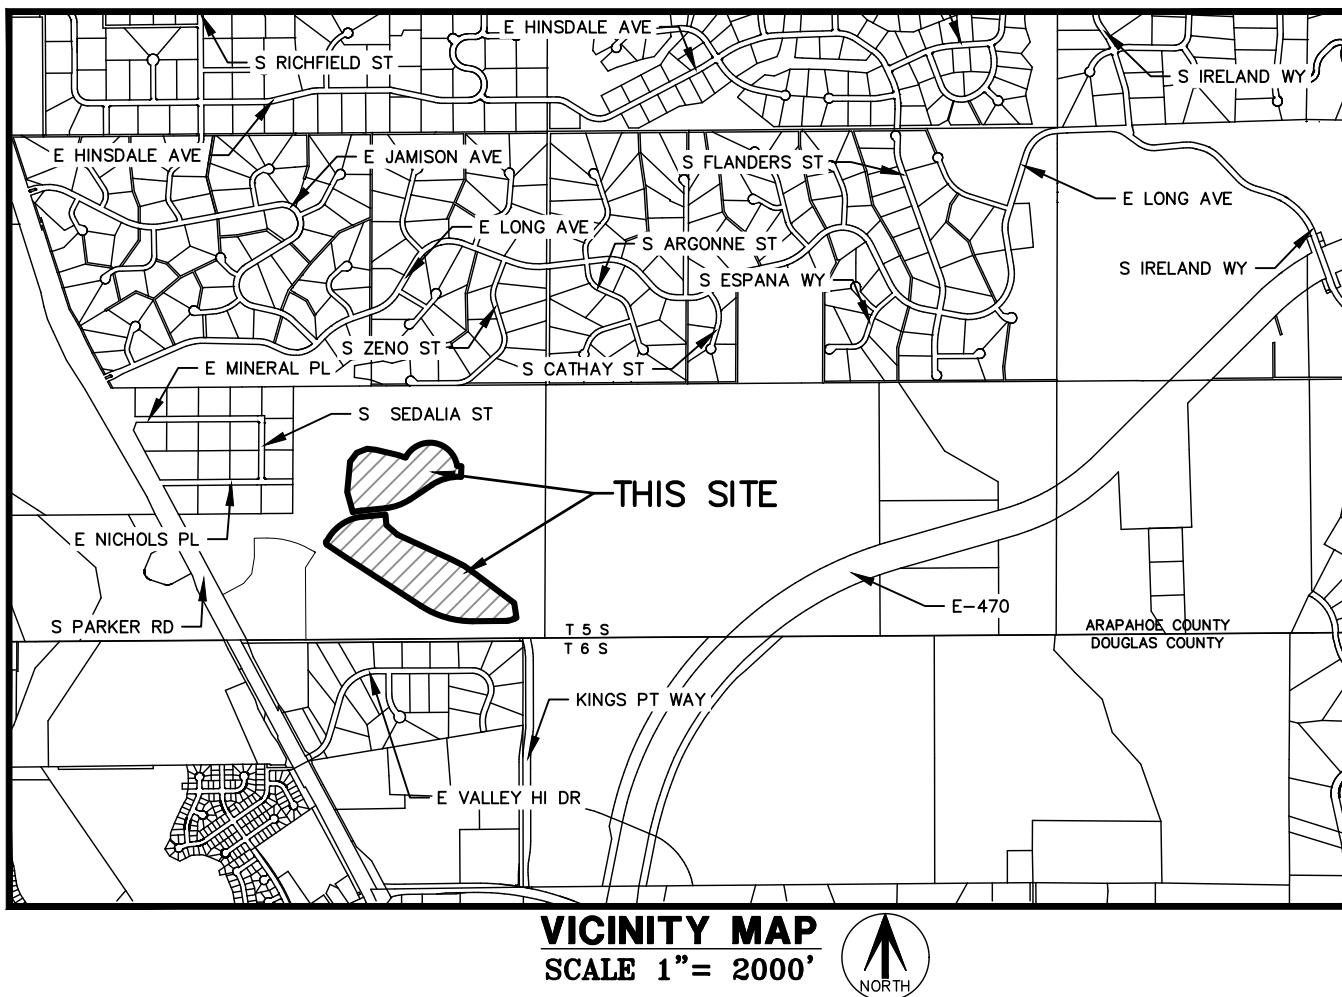 E HINSDALE AVE
S RICHFIELD ST
S IRELAND WY
E HINSDALE AVE
E JAMISON AVE
S FLANDERS ST
E LONG AVE
E LONG AVE
S ARGONNE ST
S IRELAND WY
S ESPANA WY
S ZENO ST
E MINERAL PL
S CATHAY ST
S SEDALIA ST
THIS SITE
E NICHOLS PL
E-470
S PARKER RD
T 5 S
T 6 S
ARAPAHOE COUNTY
DOUGLAS COUNTY
KINGS PT WAY
E VALLEY HI DR
VICINITY MAP
SCALE 1"= 2000'
NORTH